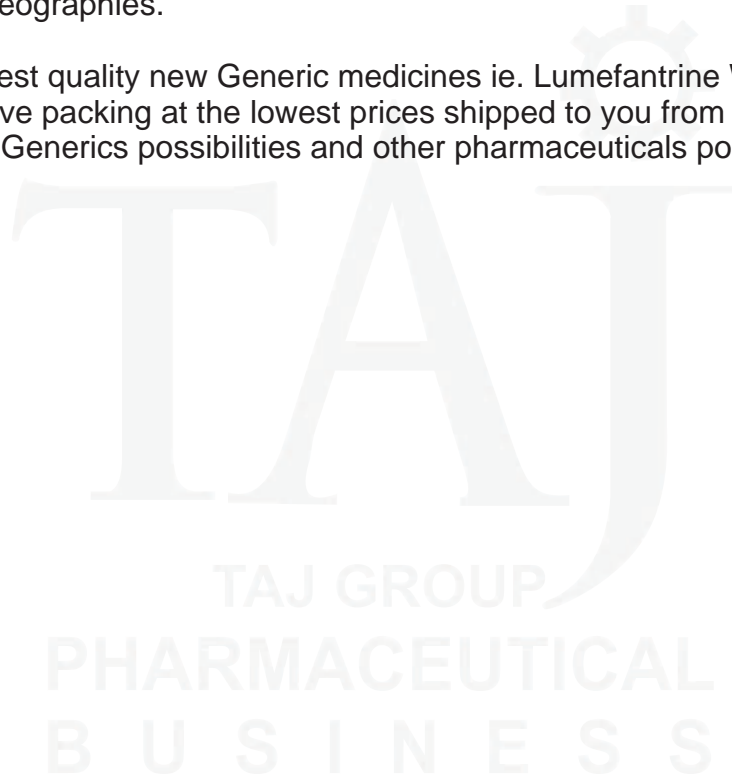 eographies.
est quality new Generic medicines ie. Lumefantrine
ve packing at the lowest prices shipped to you from
Generics possibilities and other pharmaceuticals po
TAJ
TAJ GROUP
PHARMACEUTICAL
BUSINESS